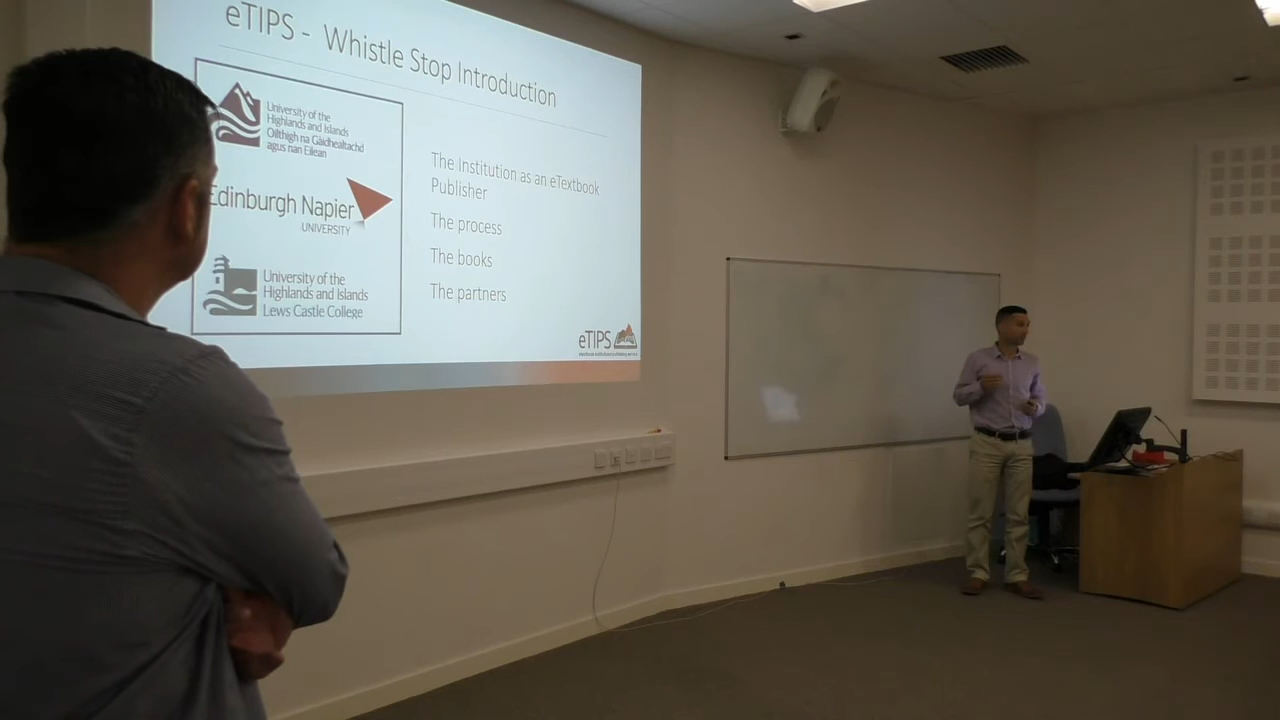 eTIPS - Whistle Stop Introduction
University of the
Highlands and Islands
Oilthigh na Gàidhealtachd
agus nan Eilean
Edinburgh Napier
UNIVERSITY
University of the
Highlands and Islands
Lews Castle College
The Institution as an eTextbook
Publisher
The process
The books
The partners
eTIPS